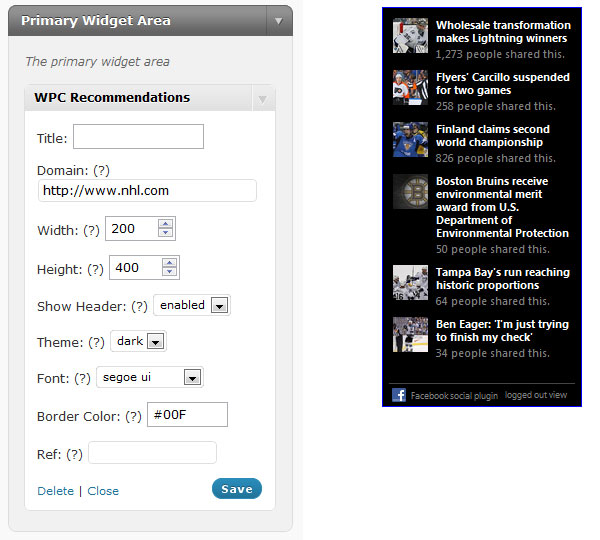 Primary Widget Area
The primary widget area
WPC Recommendations
Title:
Domain: (?)
http://www.nhl.com
Width: (?) 200
Height: (?) 400
Show Header: (?) enabled
Theme: (?) dark
Font: (?) segoe ui
Border Color: (?) #00F
Ref: (?)
Delete | Close Save
Wholesale transformation
makes Lightning winners
1,273 people shared this.
Flyers' Carcillo suspended
for two games
258 people shared this.
Finland claims second
world championship
826 people shared this.
Boston Bruins receive
environmental merit
award from U.S.
Department of
Environmental Protection
50 people shared this.
Tampa Bay's run reaching
historic proportions
64 people shared this.
Ben Eager: 'I'm just trying
to finish my check'
34 people shared this.
Facebook social plugin logged out view